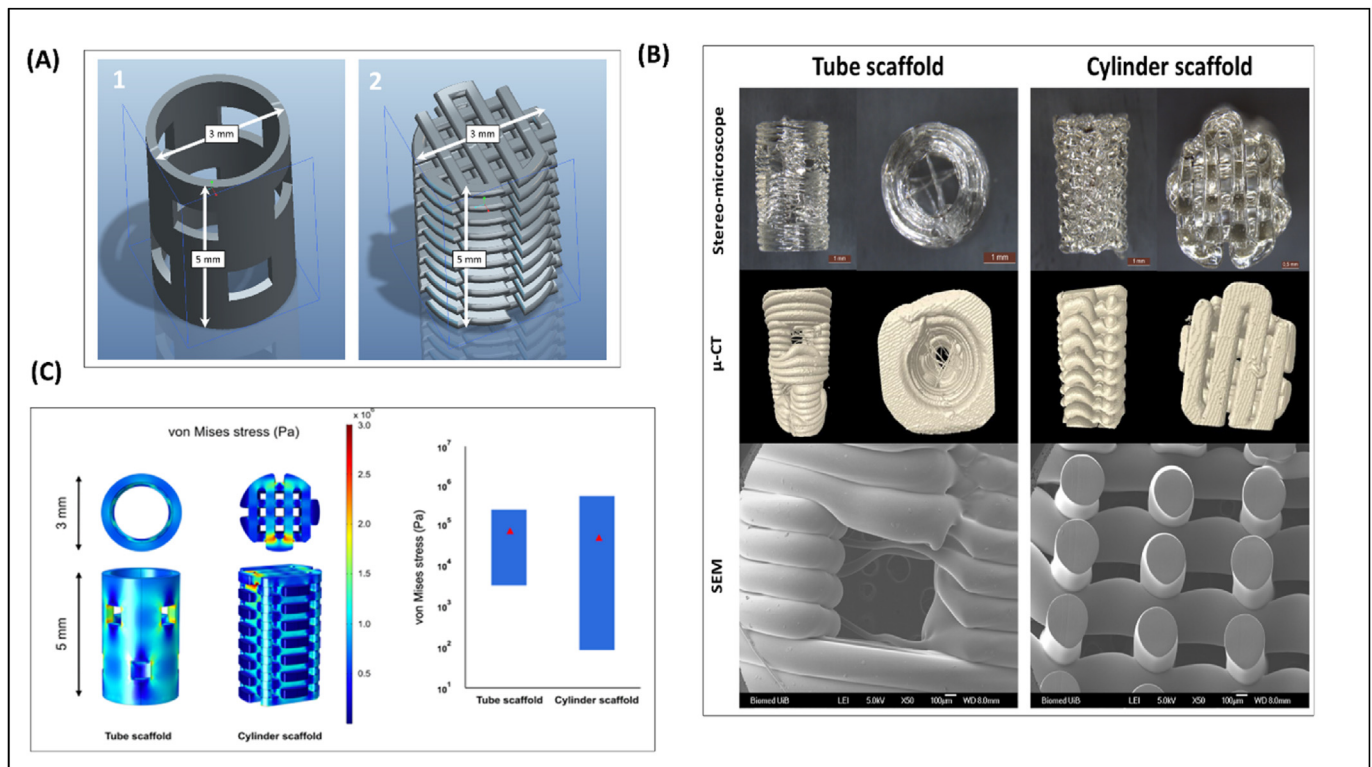 (A)
1
3 mm
5 mm
2
3 mm
5 mm
(B)
Tube scaffold
Cylinder scaffold
Stereo-microscope
1 mm
1 mm
1 mm
0.5 mm
μ-CT
SEM
Biomed UiB LEI 5.0kV X50 100μm WD 8.0mm
Biomed UiB LEI 5.0kV X50 100μm WD 8.0mm
(C)
von Mises stress (Pa)
x 10⁶
3.0
2.5
2.0
1.5
1.0
3 mm
5 mm
Tube scaffold
Cylinder scaffold
von Mises stress (Pa)
10⁷
10⁶
10⁵
10⁴
10³
10²
10¹
Tube scaffold
Cylinder scaffold